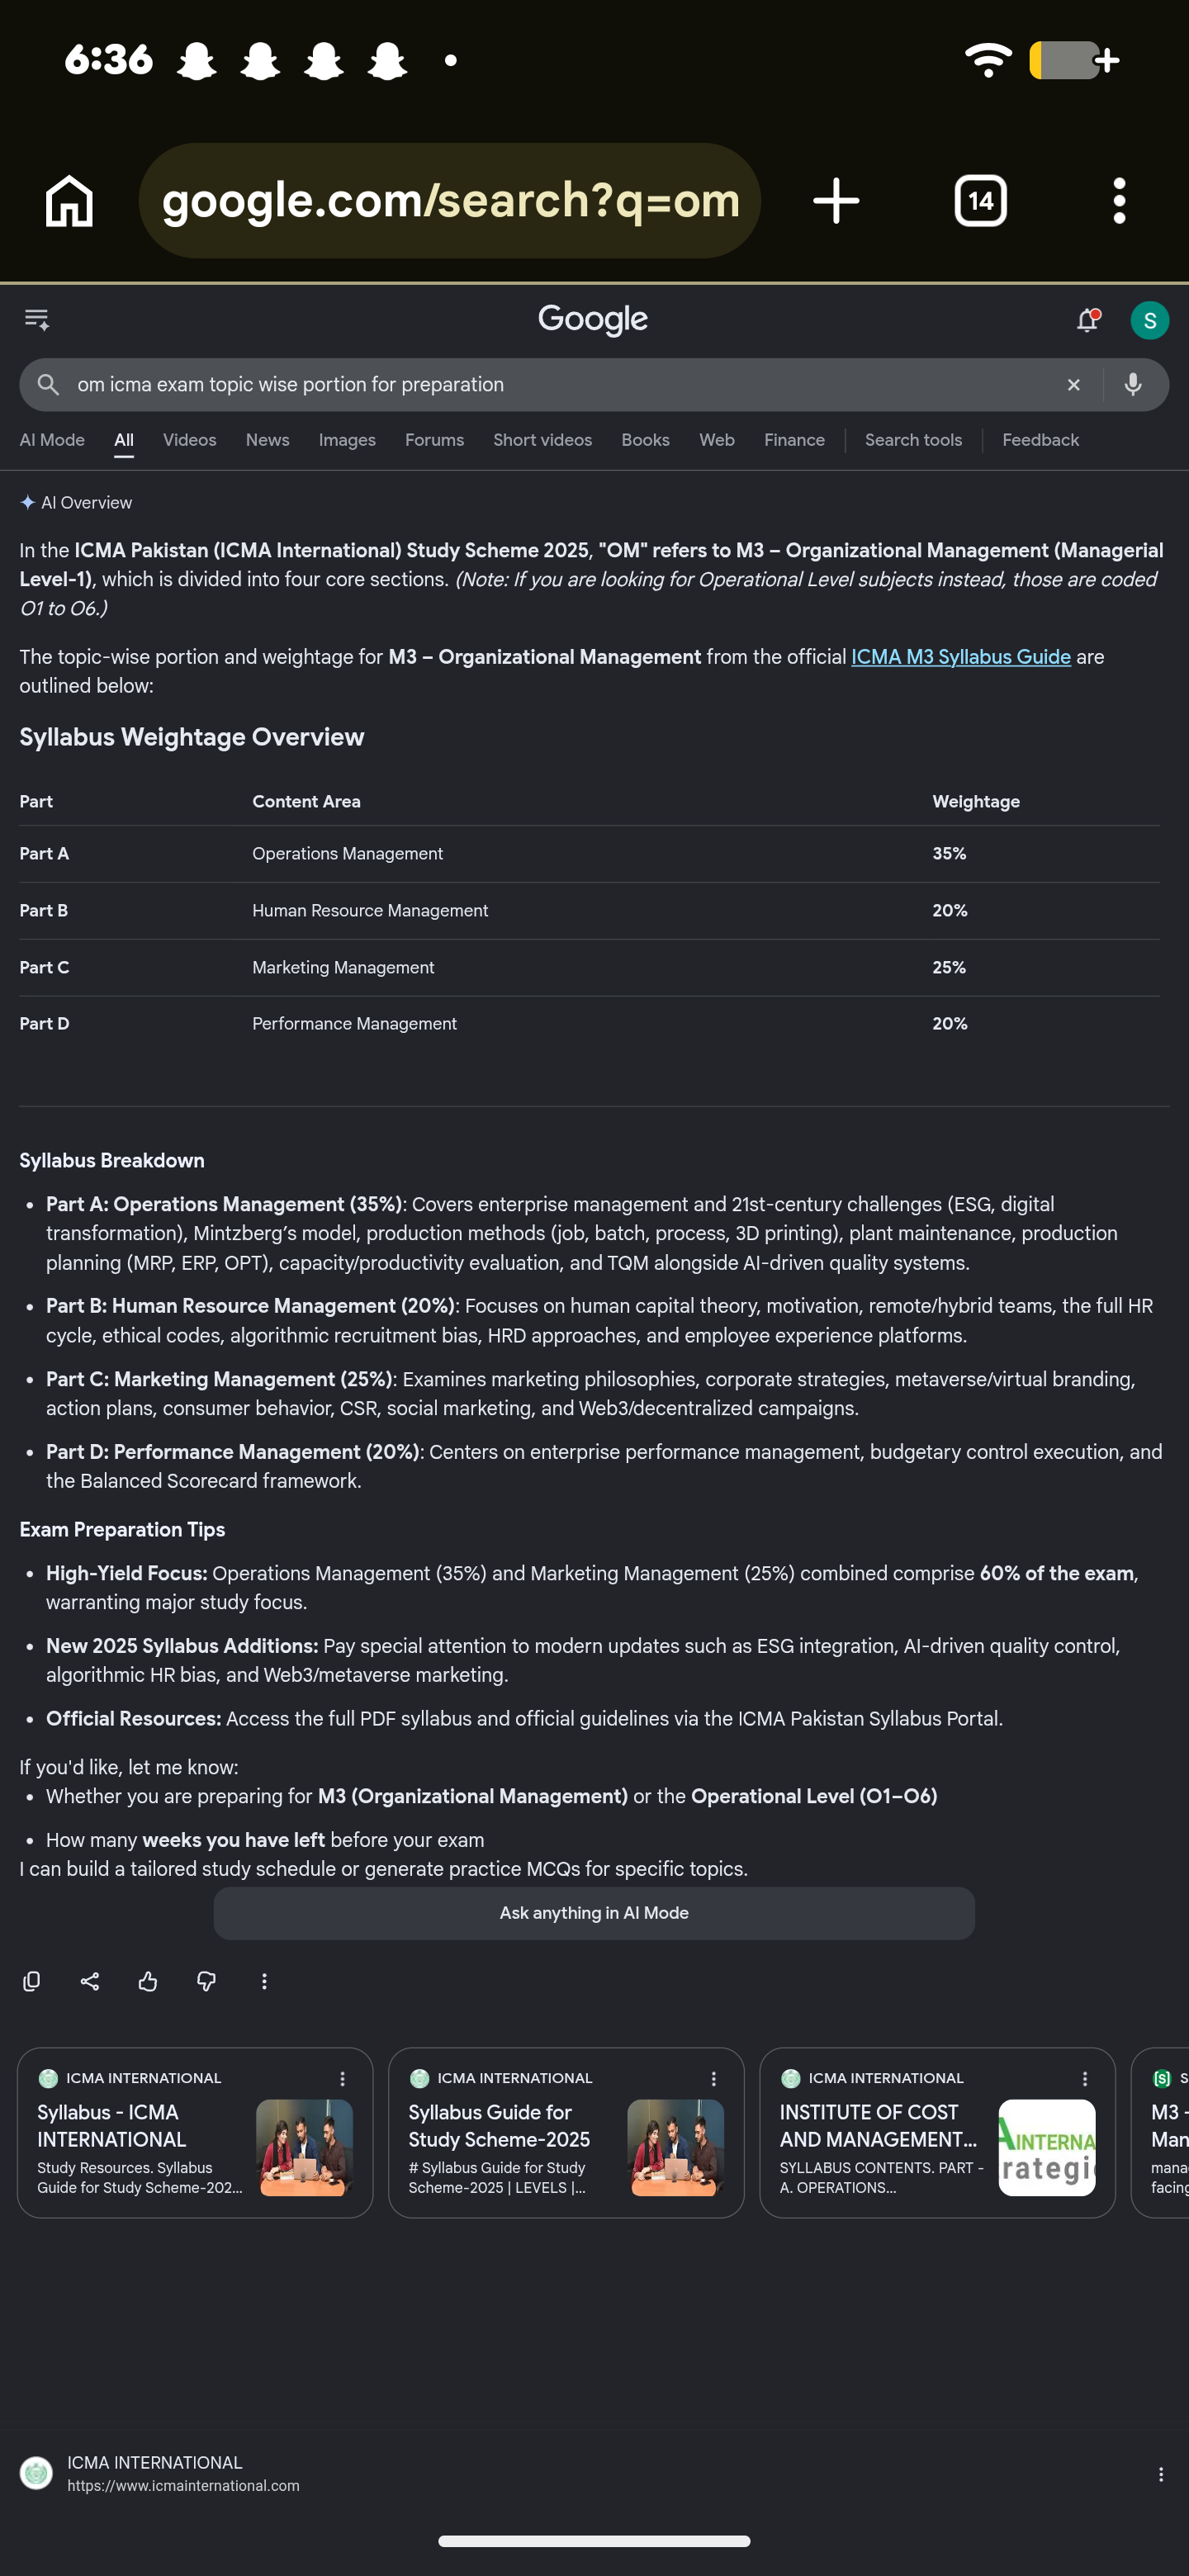 6:36
google.com/search?q=om
14
Google
S
om icma exam topic wise portion for preparation
AI Mode All Videos News Images Forums Short videos Books Web Finance Search tools Feedback
AI Overview
In the ICMA Pakistan (ICMA International) Study Scheme 2025, "OM" refers to M3 – Organizational Management (Managerial
Level-1), which is divided into four core sections. (Note: If you are looking for Operational Level subjects instead, those are coded
O1 to O6.)
The topic-wise portion and weightage for M3 – Organizational Management from the official ICMA M3 Syllabus Guide are
outlined below:
Syllabus Weightage Overview
Part Content Area Weightage
Part A Operations Management 35%
Part B Human Resource Management 20%
Part C Marketing Management 25%
Part D Performance Management 20%
Syllabus Breakdown
• Part A: Operations Management (35%): Covers enterprise management and 21st-century challenges (ESG, digital
transformation), Mintzberg’s model, production methods (job, batch, process, 3D printing), plant maintenance, production
planning (MRP, ERP, OPT), capacity/productivity evaluation, and TQM alongside AI-driven quality systems.
• Part B: Human Resource Management (20%): Focuses on human capital theory, motivation, remote/hybrid teams, the full HR
cycle, ethical codes, algorithmic recruitment bias, HRD approaches, and employee experience platforms.
• Part C: Marketing Management (25%): Examines marketing philosophies, corporate strategies, metaverse/virtual branding,
action plans, consumer behavior, CSR, social marketing, and Web3/decentralized campaigns.
• Part D: Performance Management (20%): Centers on enterprise performance management, budgetary control execution, and
the Balanced Scorecard framework.
Exam Preparation Tips
• High-Yield Focus: Operations Management (35%) and Marketing Management (25%) combined comprise 60% of the exam,
warranting major study focus.
• New 2025 Syllabus Additions: Pay special attention to modern updates such as ESG integration, AI-driven quality control,
algorithmic HR bias, and Web3/metaverse marketing.
• Official Resources: Access the full PDF syllabus and official guidelines via the ICMA Pakistan Syllabus Portal.
If you'd like, let me know:
• Whether you are preparing for M3 (Organizational Management) or the Operational Level (O1–O6)
• How many weeks you have left before your exam
I can build a tailored study schedule or generate practice MCQs for specific topics.
Ask anything in AI Mode
ICMA INTERNATIONAL
Syllabus - ICMA
INTERNATIONAL
Study Resources. Syllabus
Guide for Study Scheme-202...
ICMA INTERNATIONAL
Syllabus Guide for
Study Scheme-2025
# Syllabus Guide for Study
Scheme-2025 | LEVELS |...
ICMA INTERNATIONAL
INSTITUTE OF COST
AND MANAGEMENT...
SYLLABUS CONTENTS. PART -
A. OPERATIONS...
AINTERNA
rategi
[S] S
M3 -
Man
mana
facing
ICMA INTERNATIONAL
https://www.icmainternational.com